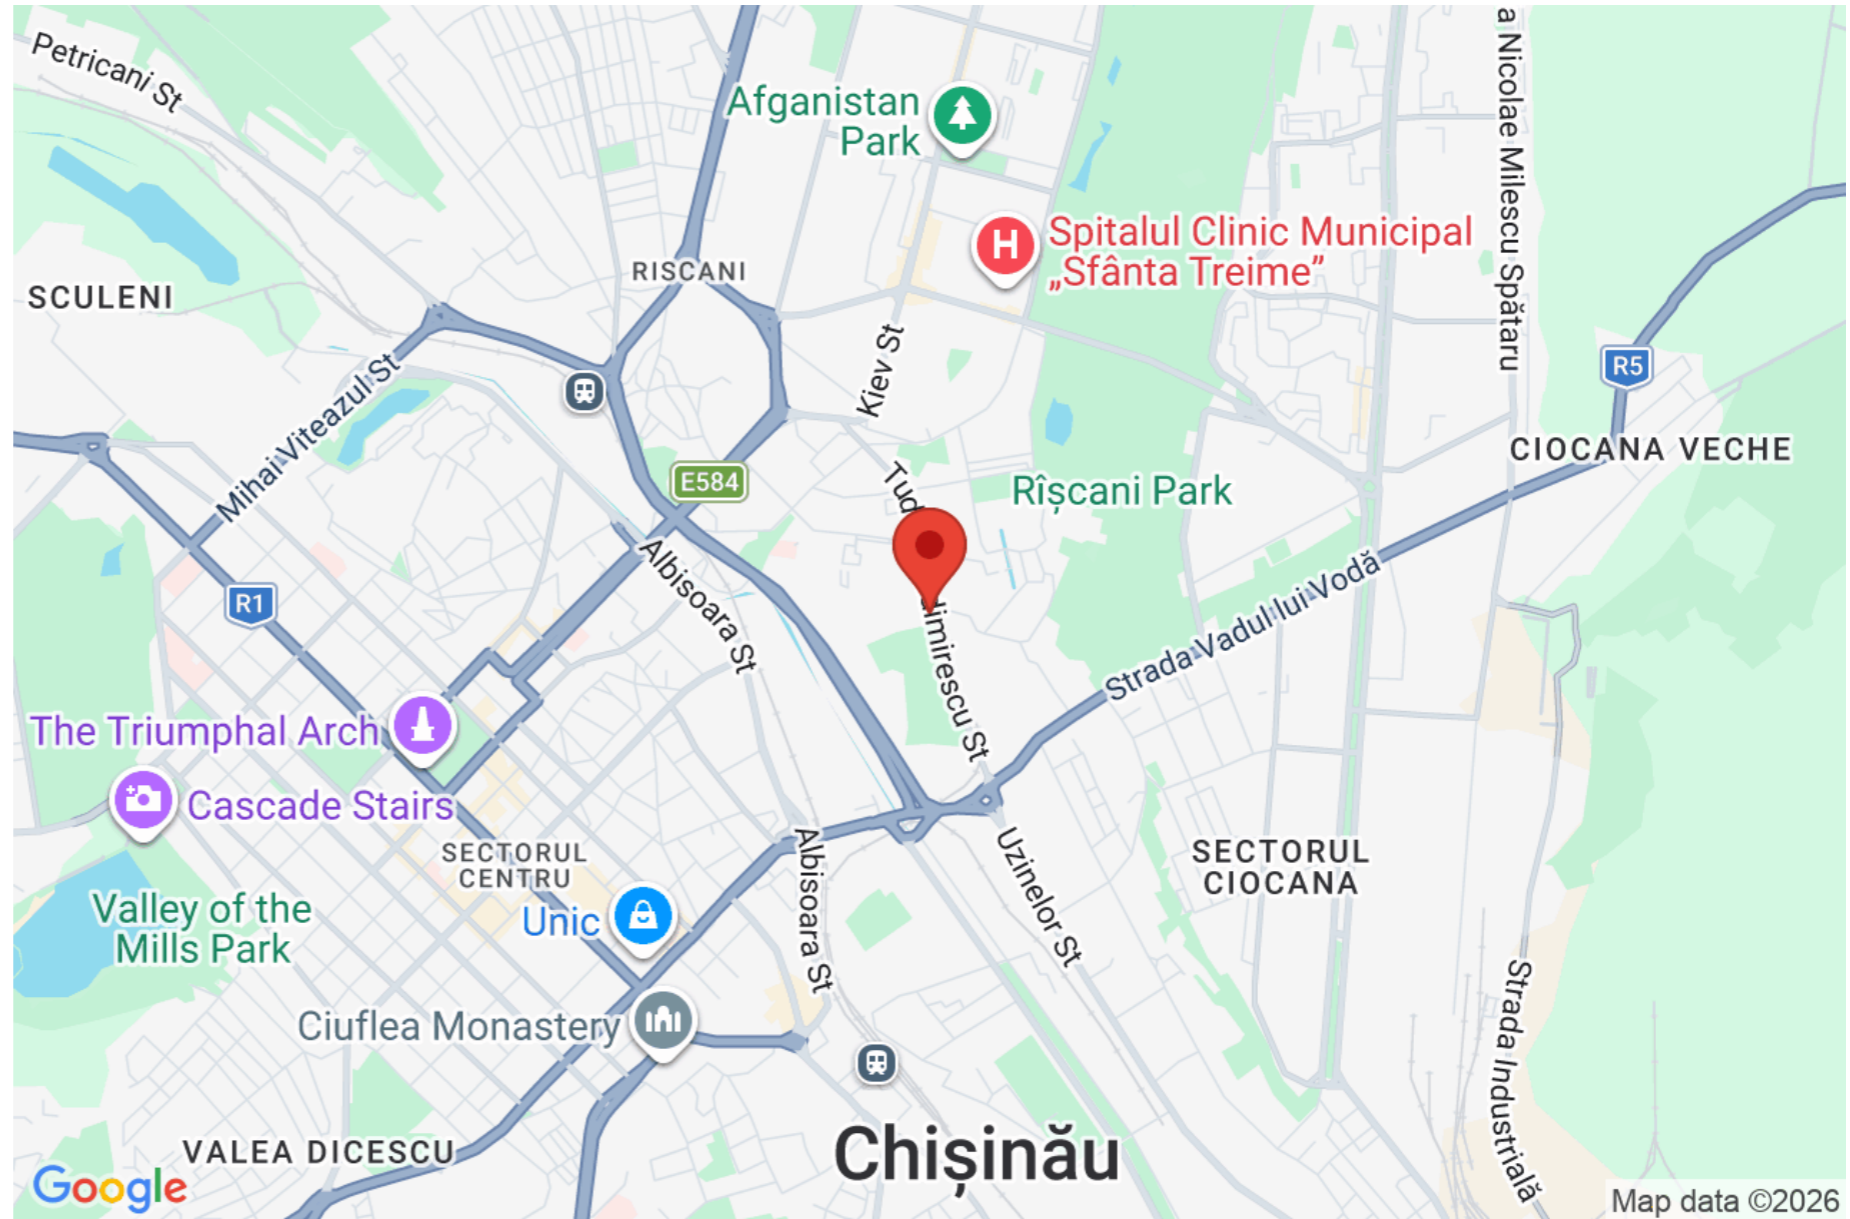 Petricani St
Afganistan
Park
a Nicolae Milescu Spătaru
Spitalul Clinic Municipal
„Sfânta Treime”
RISCANI
SCULENI
Kiev St
R5
Mihai Viteazul St
CIOCANA VECHE
E584
Rîșcani Park
Tud
Albisoara St
Strada Vadul lui Vodă
R1
dimirescu St
The Triumphal Arch
Cascade Stairs
SECTORUL
CENTRU
Albisoara St
Uzinelor St
SECTORUL
CIOCANA
Valley of the
Mills Park
Unic
Ciuflea Monastery
Strada Industrială
VALEA DICESCU
Chișinău
Google
Map data ©2026